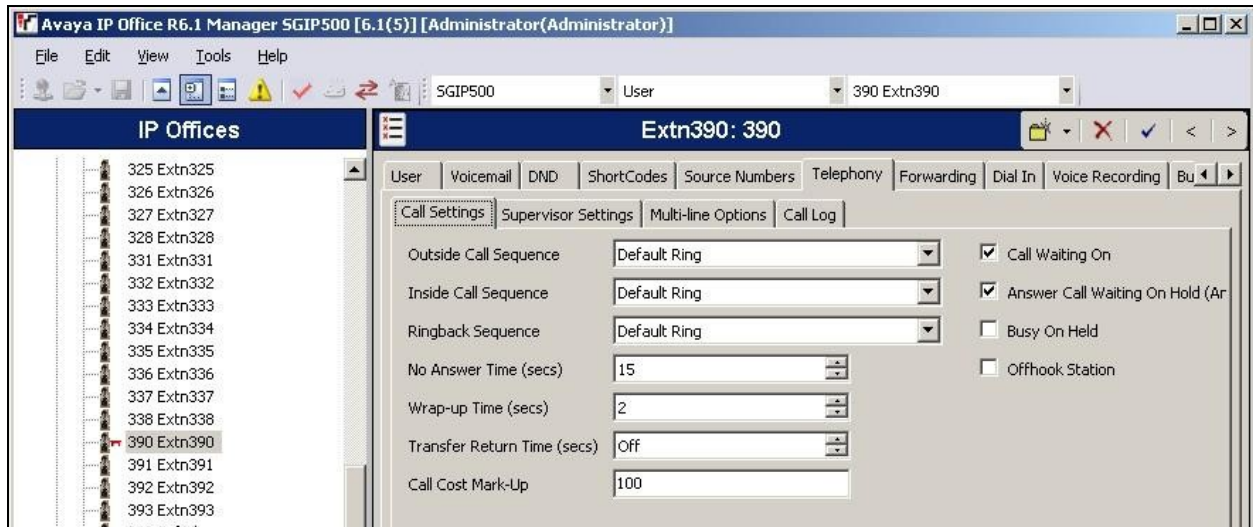 Avaya IP Office R6.1 Manager SGIP500 [6.1(5)] [Administrator(Administrator)]
File Edit View Tools Help
SGIP500 User 390 Extn390
IP Offices
325 Extn325
326 Extn326
327 Extn327
328 Extn328
331 Extn331
332 Extn332
333 Extn333
334 Extn334
335 Extn335
336 Extn336
337 Extn337
338 Extn338
390 Extn390
391 Extn391
392 Extn392
393 Extn393
Extn390: 390
User Voicemail DND ShortCodes Source Numbers Telephony Forwarding Dial In Voice Recording Bu
Call Settings Supervisor Settings Multi-line Options Call Log
Outside Call Sequence Default Ring
Inside Call Sequence Default Ring
Ringback Sequence Default Ring
No Answer Time (secs) 15
Wrap-up Time (secs) 2
Transfer Return Time (secs) Off
Call Cost Mark-Up 100
Call Waiting On
Answer Call Waiting On Hold (An
Busy On Held
Offhook Station